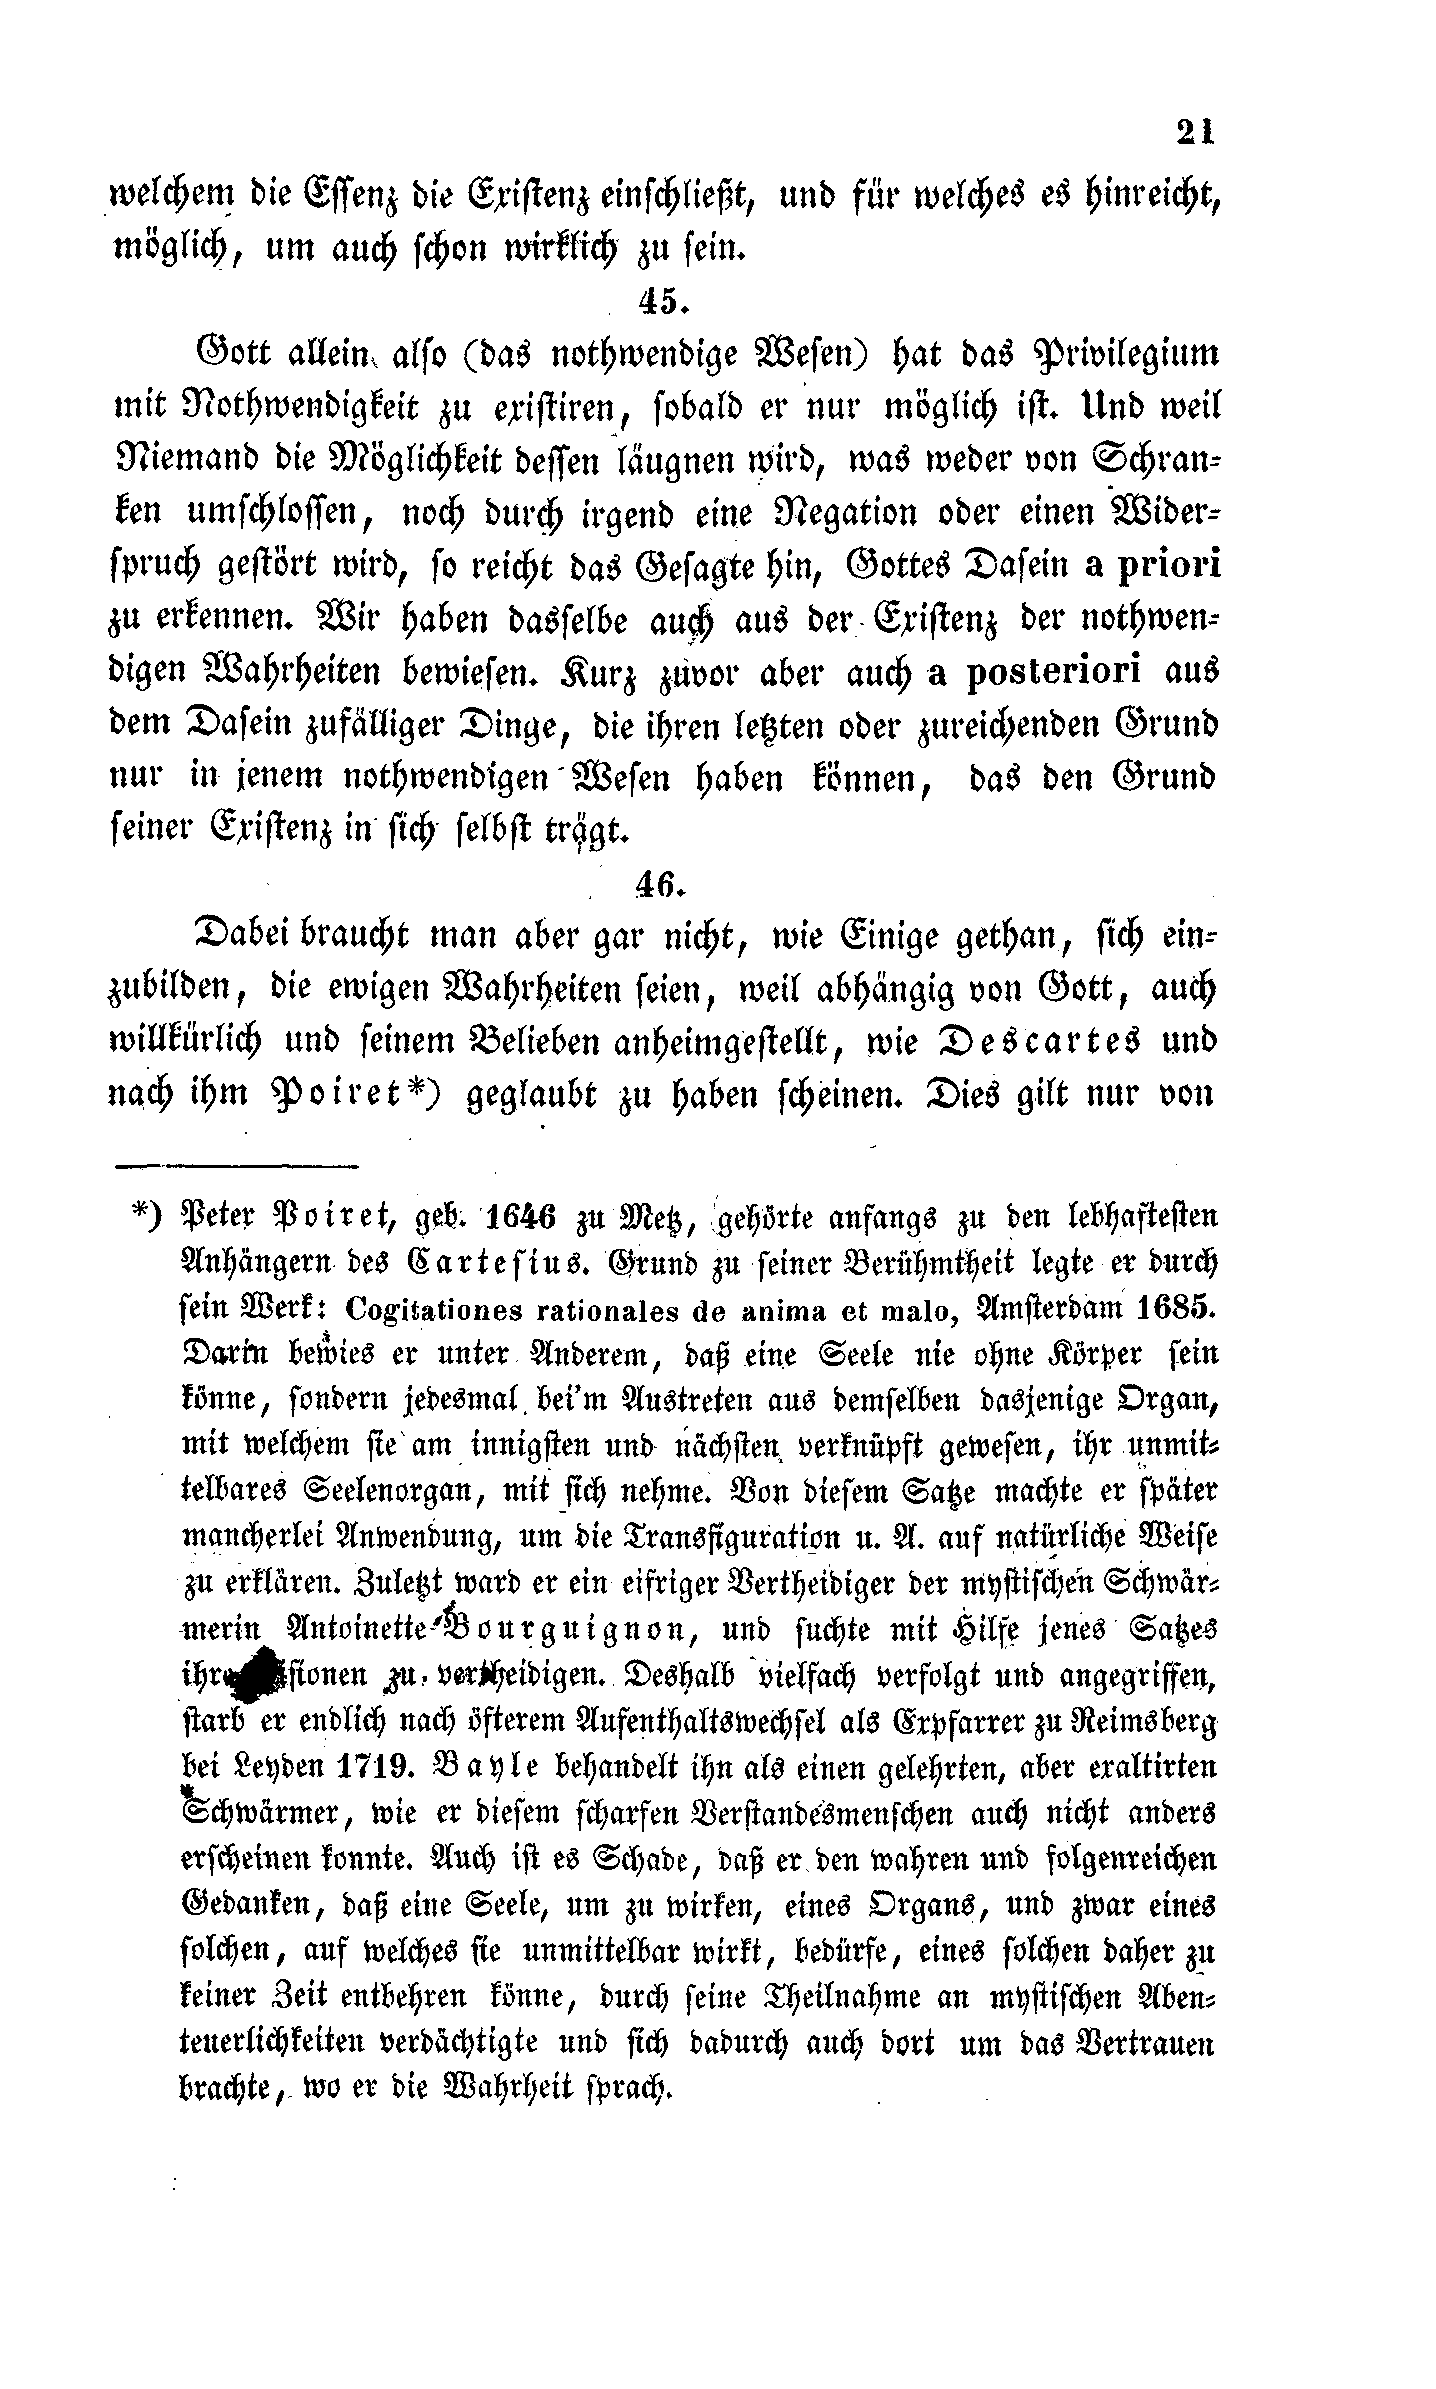 21
welchem die Essenz die Existenz einschließt, und für welches es hinreicht,
möglich, um auch schon wirklich zu sein.
45.
Gott allein also (das nothwendige Wesen) hat das Privilegium
mit Nothwendigkeit zu existiren, sobald er nur möglich ist. Und weil
Niemand die Möglichkeit dessen läugnen wird, was weder von Schran-
ken umschlossen, noch durch irgend eine Negation oder einen Wider-
spruch gestört wird, so reicht das Gesagte hin, Gottes Dasein a priori
zu erkennen. Wir haben dasselbe auch aus der Existenz der nothwen-
digen Wahrheiten bewiesen. Kurz zuvor aber auch a posteriori aus
dem Dasein zufälliger Dinge, die ihren letzten oder zureichenden Grund
nur in jenem nothwendigen Wesen haben können, das den Grund
seiner Existenz in sich selbst trägt.
46.
Dabei braucht man aber gar nicht, wie Einige gethan, sich ein-
zubilden, die ewigen Wahrheiten seien, weil abhängig von Gott, auch
willkürlich und seinem Belieben anheimgestellt, wie Descartes und
nach ihm Poiret*) geglaubt zu haben scheinen. Dies gilt nur von
*) Peter Poiret, geb. 1646 zu Metz, gehörte anfangs zu den lebhaftesten
Anhängern des Cartesius. Grund zu seiner Berühmtheit legte er durch
sein Werk: Cogitationes rationales de anima et malo, Amsterdam 1685.
Darin bewies er unter Anderem, daß eine Seele nie ohne Körper sein
könne, sondern jedesmal bei'm Austreten aus demselben dasjenige Organ,
mit welchem sie am innigsten und nächsten verknüpft gewesen, ihr unmit-
telbares Seelenorgan, mit sich nehme. Von diesem Satze machte er später
mancherlei Anwendung, um die Transfiguration u. A. auf natürliche Weise
zu erklären. Zuletzt ward er ein eifriger Vertheidiger der mystischen Schwär-
merin Antoinette Bourguignon, und suchte mit Hilfe jenes Satzes
ihre zu vertheidigen. Deshalb vielfach verfolgt und angegriffen,
starb er endlich nach öfterem Aufenthaltswechsel als Expfarrer zu Reimsberg
bei Leyden 1719. Bayle behandelt ihn als einen gelehrten, aber exaltirten
Schwärmer, wie er diesem scharfen Verstandesmenschen auch nicht anders
erscheinen konnte. Auch ist es Schade, daß er den wahren und folgenreichen
Gedanken, daß eine Seele, um zu wirken, eines Organs, und zwar eines
solchen, auf welches sie unmittelbar wirkt, bedürfe, eines solchen daher zu
keiner Zeit entbehren könne, durch seine Theilnahme an mystischen Aben-
teuerlichkeiten verdächtigte und sich dadurch auch dort um das Vertrauen
brachte, wo er die Wahrheit sprach.